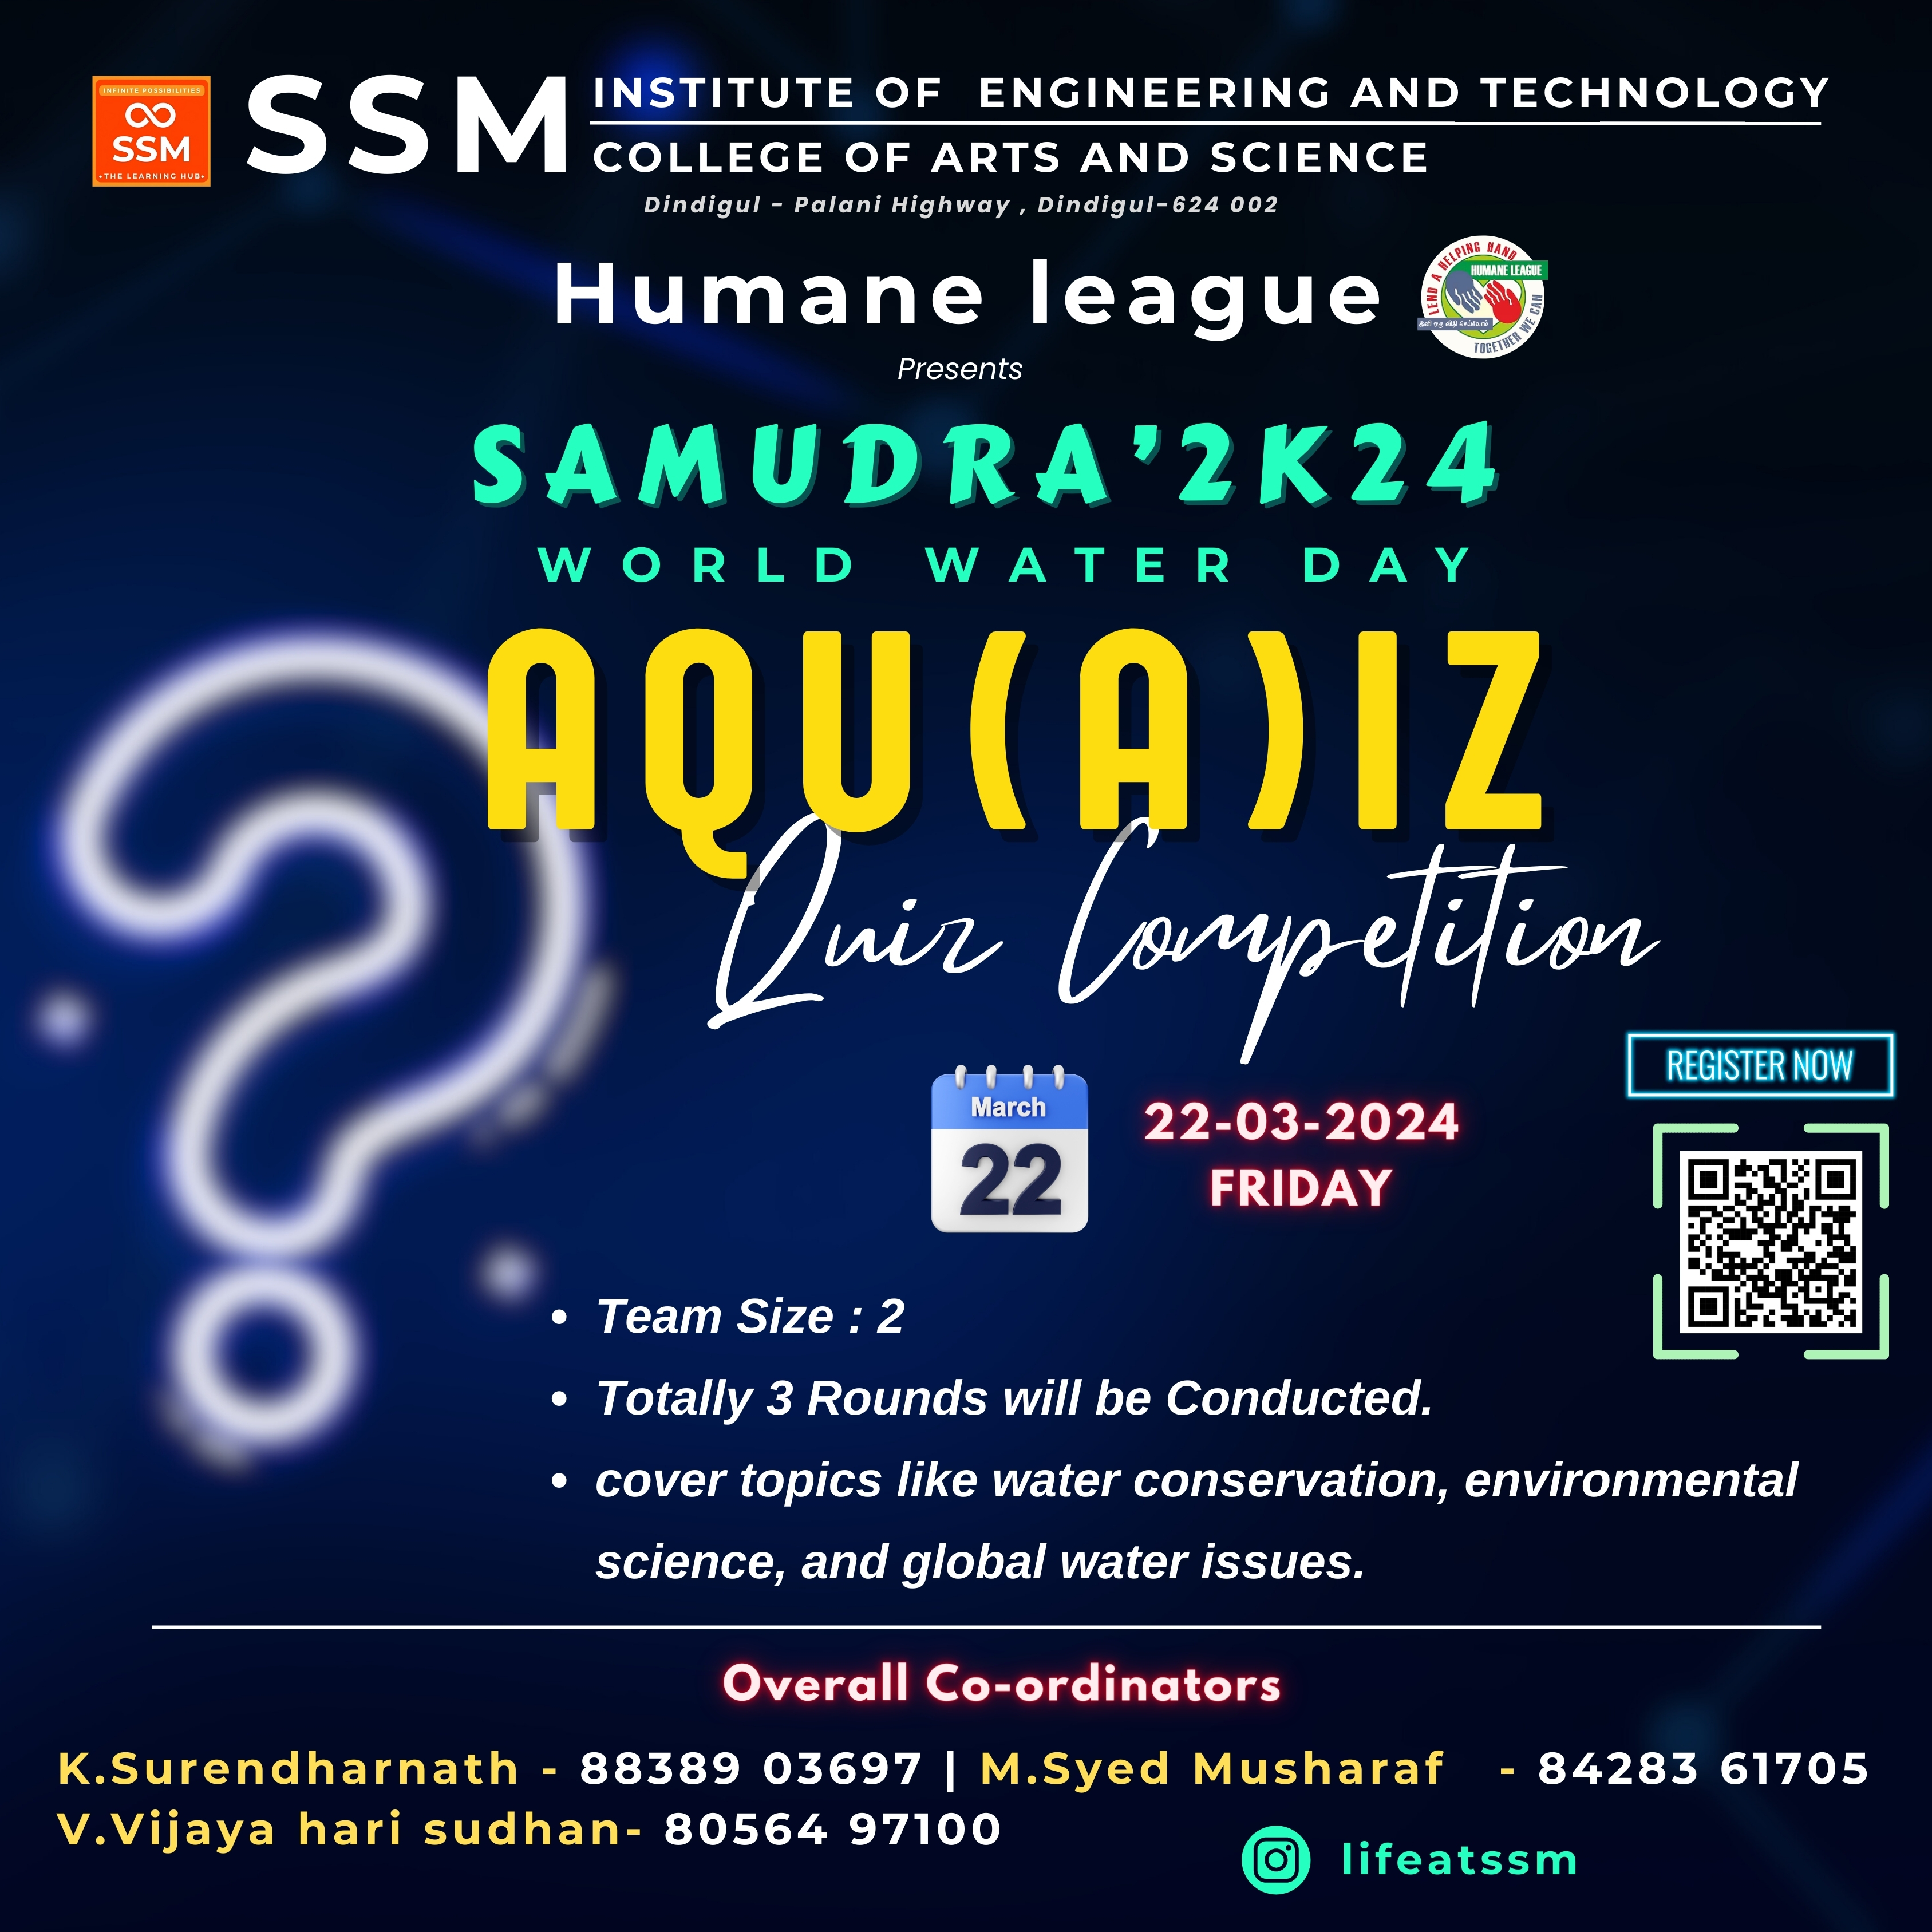 INFINITE POSSIBILITIES
SSM
•THE LEARNING HUB•
SSM
INSTITUTE OF ENGINEERING AND TECHNOLOGY
COLLEGE OF ARTS AND SCIENCE
Dindigul - Palani Highway , Dindigul-624 002
Humane league
LEND A HELPING HAND
HUMANE LEAGUE
இனி ஒரு விதி செய்வோம்
TOGETHER WE CAN
Presents
SAMUDRA’2K24
WORLD WATER DAY
AQU(A)IZ
Quiz Competition
REGISTER NOW
March
22
22-03-2024
FRIDAY
• Team Size : 2
• Totally 3 Rounds will be Conducted.
• cover topics like water conservation, environmental
science, and global water issues.
Overall Co-ordinators
K.Surendharnath - 88389 03697 | M.Syed Musharaf - 84283 61705
V.Vijaya hari sudhan- 80564 97100
lifeatssm